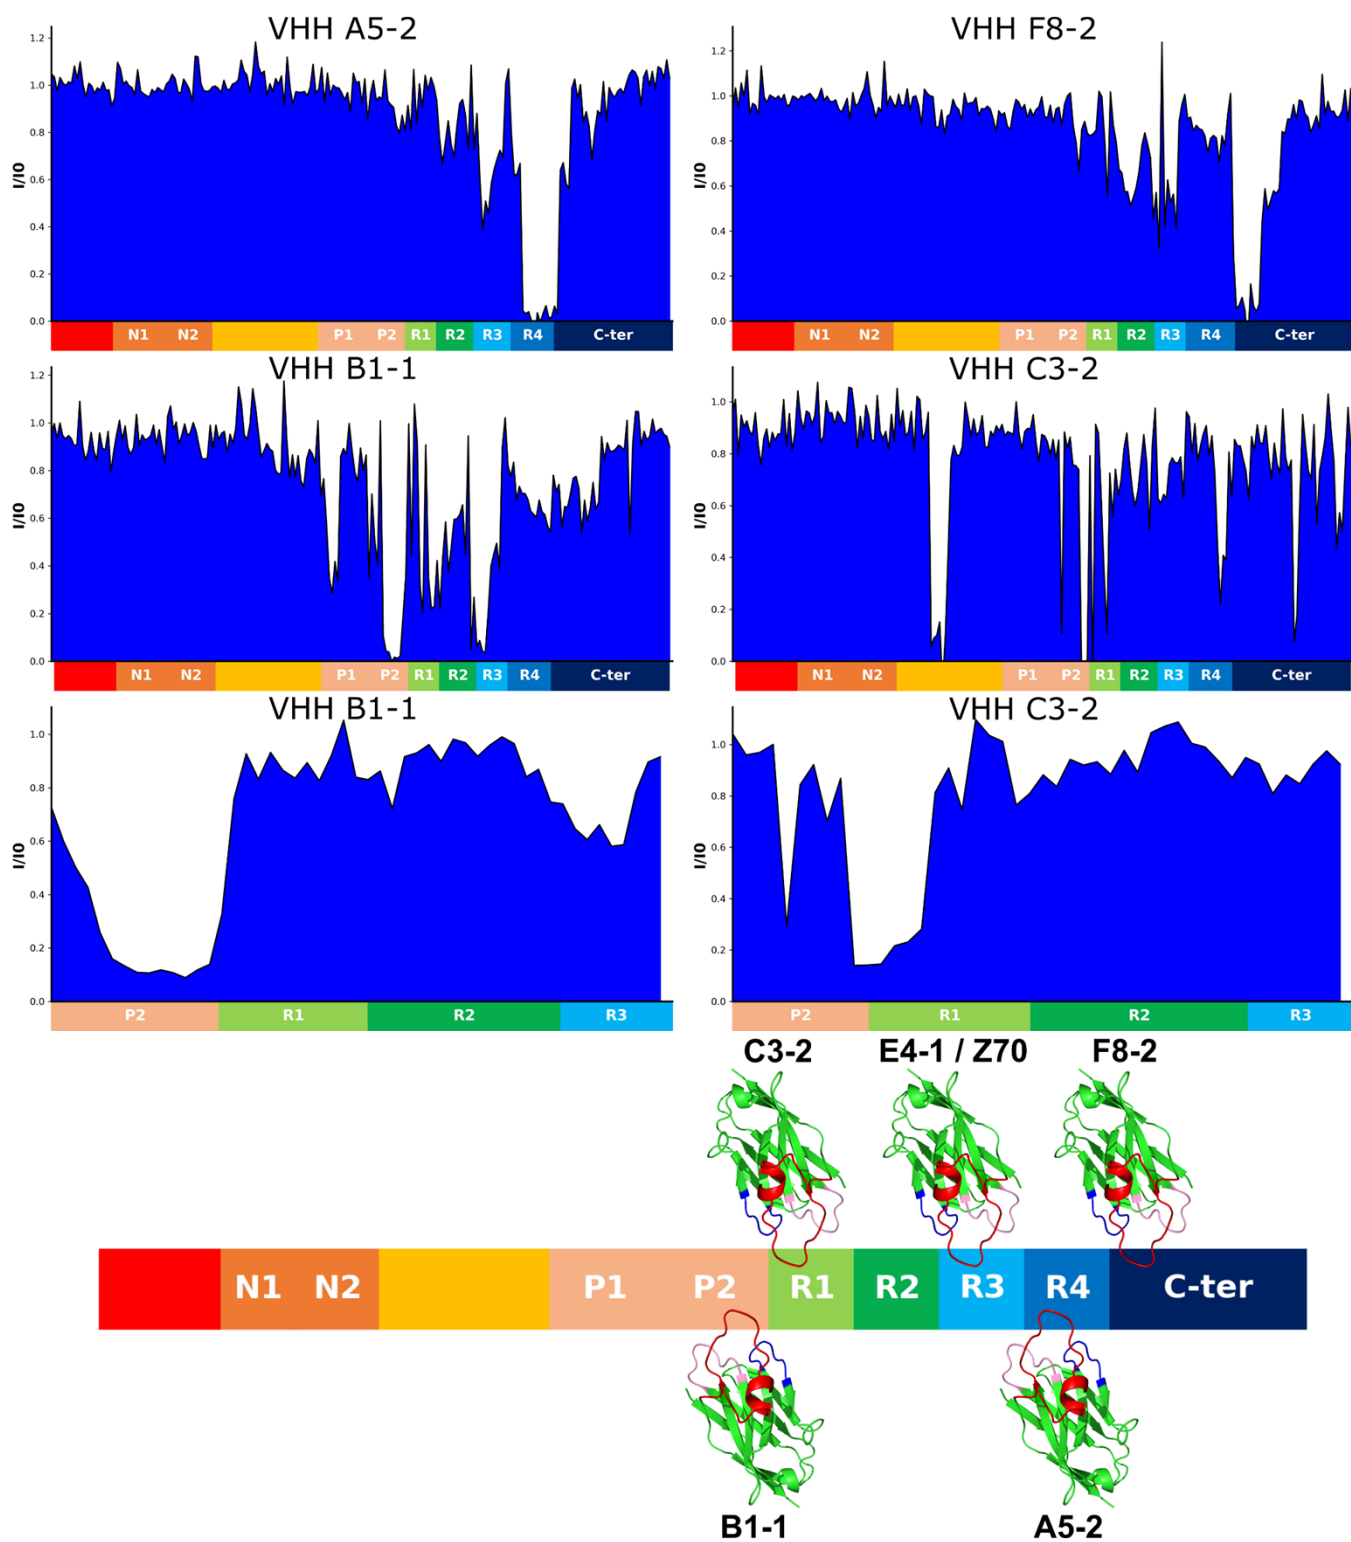 VHH A5-2
I/I0
1.2
1.0
0.8
0.6
0.4
0.2
0.0
N1 N2 P1 P2 R1 R2 R3 R4 C-ter
VHH F8-2
I/I0
1.2
1.0
0.8
0.6
0.4
0.2
0.0
N1 N2 P1 P2 R1 R2 R3 R4 C-ter
VHH B1-1
I/I0
1.2
1.0
0.8
0.6
0.4
0.2
0.0
N1 N2 P1 P2 R1 R2 R3 R4 C-ter
VHH C3-2
I/I0
1.0
0.8
0.6
0.4
0.2
0.0
N1 N2 P1 P2 R1 R2 R3 R4 C-ter
VHH B1-1
I/I0
1.0
0.8
0.6
0.4
0.2
0.0
P2 R1 R2 R3
VHH C3-2
I/I0
1.0
0.8
0.6
0.4
0.2
0.0
P2 R1 R2 R3
C3-2 E4-1 / Z70 F8-2
N1 N2 P1 P2 R1 R2 R3 R4 C-ter
B1-1 A5-2